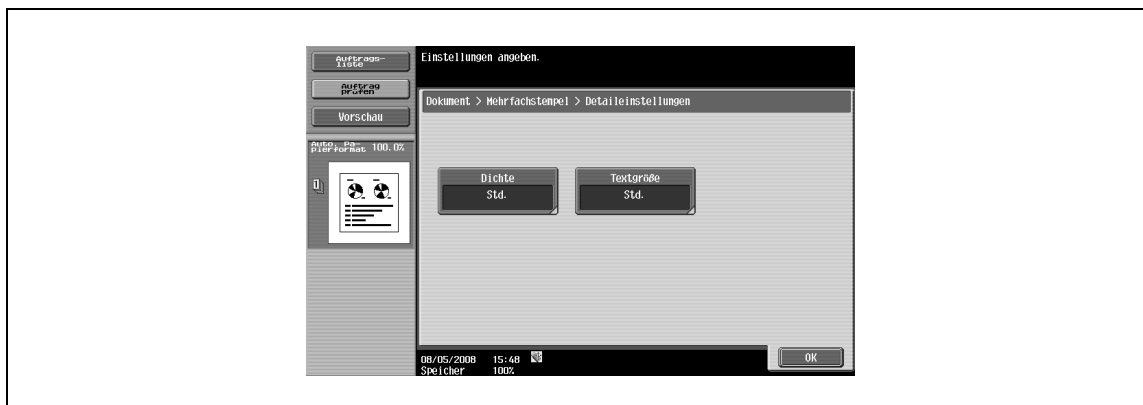 Auftrags-
liste
Auftrag
prüfen
Vorschau
Auto. Pa-
pierformat 100.0%
1
Einstellungen angeben.
Dokument > Mehrfachstempel > Detaileinstellungen
Dichte
Std.
Textgröße
Std.
08/05/2008 15:48
Speicher 100%
OK